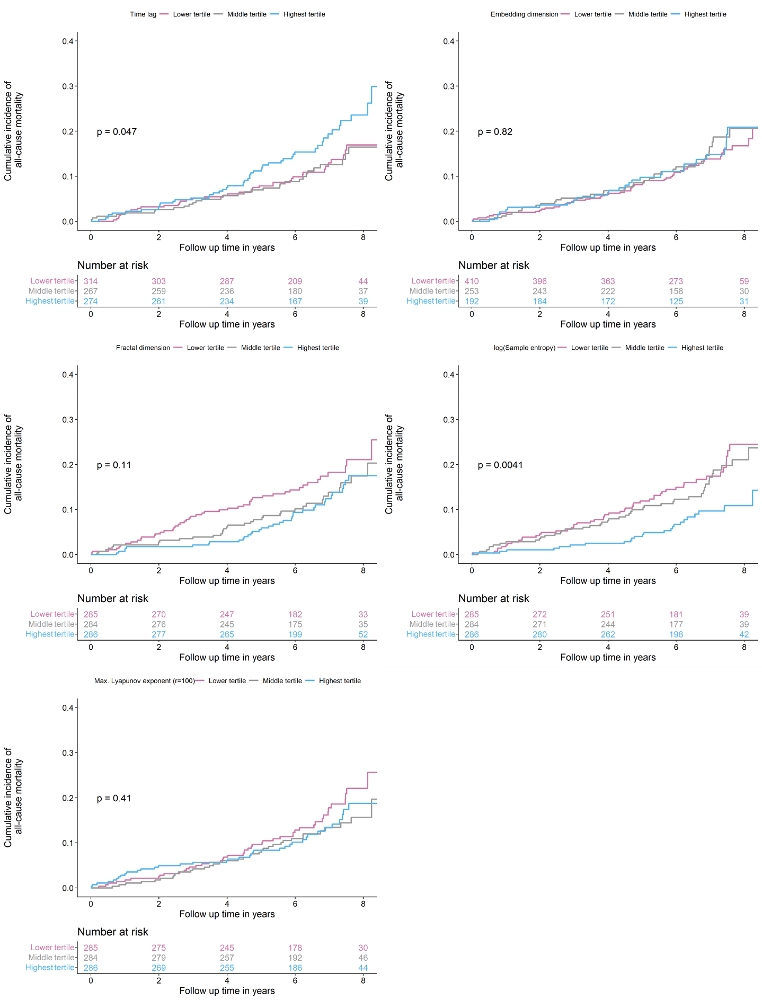 Time lag Lower tertile Middle tertile Highest tertile
Cumulative incidence of
all-cause mortality
0.4
0.3
0.2
0.1
0.0
p = 0.047
0 2 4 6 8
Follow up time in years
Number at risk
Lower tertile 314 303 287 209 44
Middle tertile 267 259 236 180 37
Highest tertile 274 261 234 167 39
0 2 4 6 8
Follow up time in years
Embedding dimension Lower tertile Middle tertile Highest tertile
Cumulative incidence of
all-cause mortality
0.4
0.3
0.2
0.1
0.0
p = 0.82
0 2 4 6 8
Follow up time in years
Number at risk
Lower tertile 410 396 363 273 59
Middle tertile 253 243 222 158 30
Highest tertile 192 184 172 125 31
0 2 4 6 8
Follow up time in years
Fractal dimension Lower tertile Middle tertile Highest tertile
Cumulative incidence of
all-cause mortality
0.4
0.3
0.2
0.1
0.0
p = 0.11
0 2 4 6 8
Follow up time in years
Number at risk
Lower tertile 285 270 247 182 33
Middle tertile 284 276 245 175 35
Highest tertile 286 277 265 199 52
0 2 4 6 8
Follow up time in years
log(Sample entropy) Lower tertile Middle tertile Highest tertile
Cumulative incidence of
all-cause mortality
0.4
0.3
0.2
0.1
0.0
p = 0.0041
0 2 4 6 8
Follow up time in years
Number at risk
Lower tertile 285 272 251 181 39
Middle tertile 284 271 244 177 39
Highest tertile 286 280 262 198 42
0 2 4 6 8
Follow up time in years
Max. Lyapunov exponent (r=100) Lower tertile Middle tertile Highest tertile
Cumulative incidence of
all-cause mortality
0.4
0.3
0.2
0.1
0.0
p = 0.41
0 2 4 6 8
Follow up time in years
Number at risk
Lower tertile 285 275 245 178 30
Middle tertile 284 279 257 192 46
Highest tertile 286 269 255 186 44
0 2 4 6 8
Follow up time in years